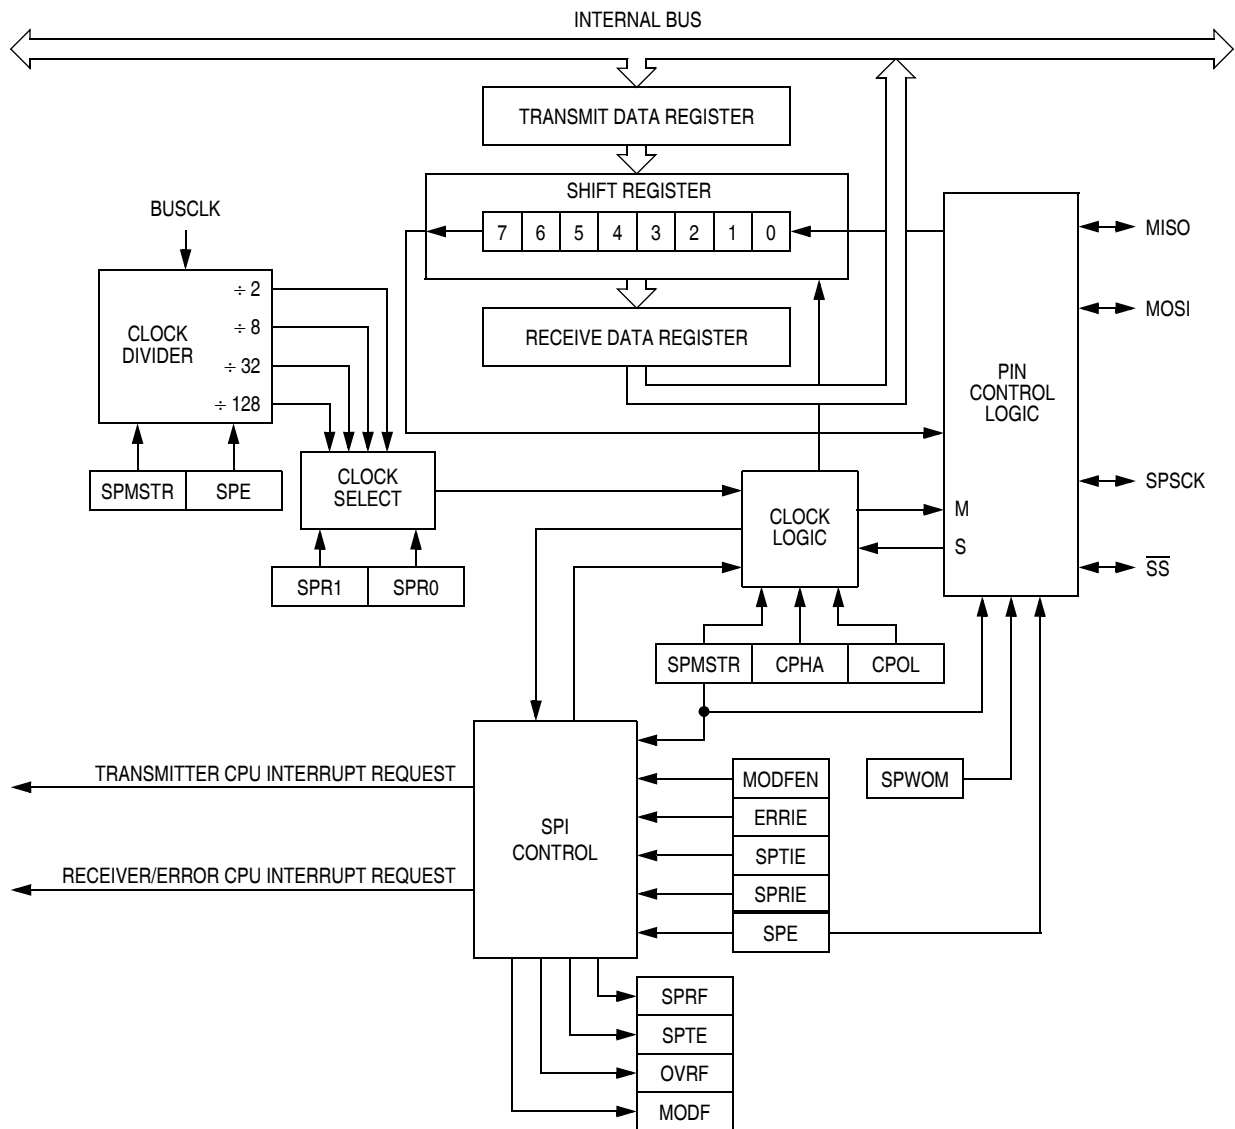 INTERNAL BUS
TRANSMIT DATA REGISTER
SHIFT REGISTER
7 6 5 4 3 2 1 0
RECEIVE DATA REGISTER
BUSCLK
CLOCK
DIVIDER
÷ 2
÷ 8
÷ 32
÷ 128
SPMSTR SPE
CLOCK
SELECT
SPR1 SPR0
CLOCK
LOGIC
SPMSTR CPHA CPOL
PIN
CONTROL
LOGIC
M
S
MISO
MOSI
SPSCK
SS
TRANSMITTER CPU INTERRUPT REQUEST
RECEIVER/ERROR CPU INTERRUPT REQUEST
SPI
CONTROL
MODFEN
ERRIE
SPTIE
SPRIE
SPE
SPWOM
SPRF
SPTE
OVRF
MODF